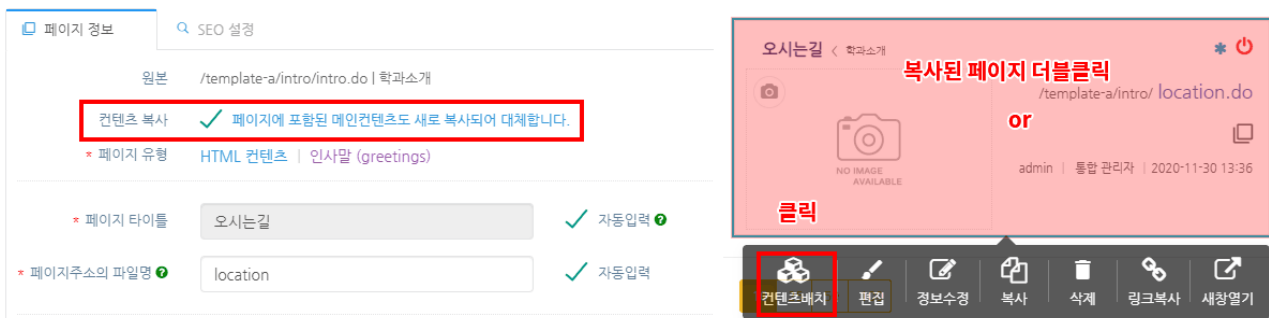 페이지 정보
SEO 설정
원본 /template-a/intro/intro.do | 학과소개
컨텐츠 복사 페이지에 포함된 메인컨텐츠도 새로 복사되어 대체합니다.
* 페이지 유형 HTML 컨텐츠 | 인사말 (greetings)
* 페이지 타이틀 오시는길 자동입력
* 페이지주소의 파일명 location 자동입력
오시는길 < 학과소개
복사된 페이지 더블클릭
/template-a/intro/ location.do
or
NO IMAGE
AVAILABLE
admin | 통합 관리자 | 2020-11-30 13:36
클릭
컨텐츠배치 편집 정보수정 복사 삭제 링크복사 새창열기